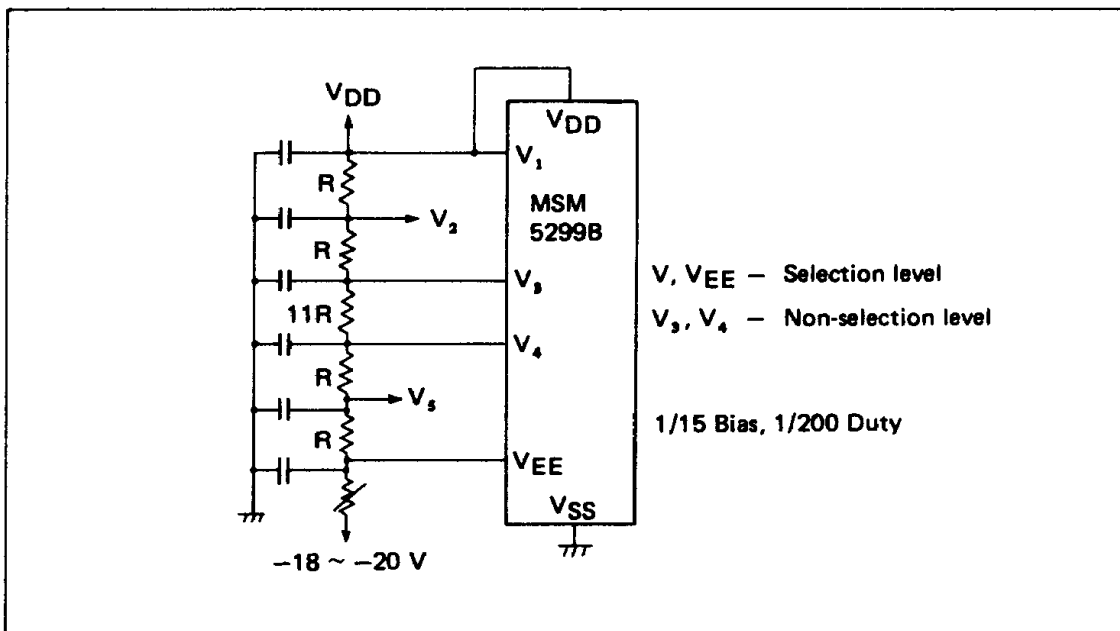 VDD
VDD
V₁
R
MSM
5299B
V₂
R
V₃
V, VEE – Selection level
11R
V₃, V₄ – Non-selection level
V₄
R
V₅
1/15 Bias, 1/200 Duty
R
VEE
VSS
–18 ~ –20 V